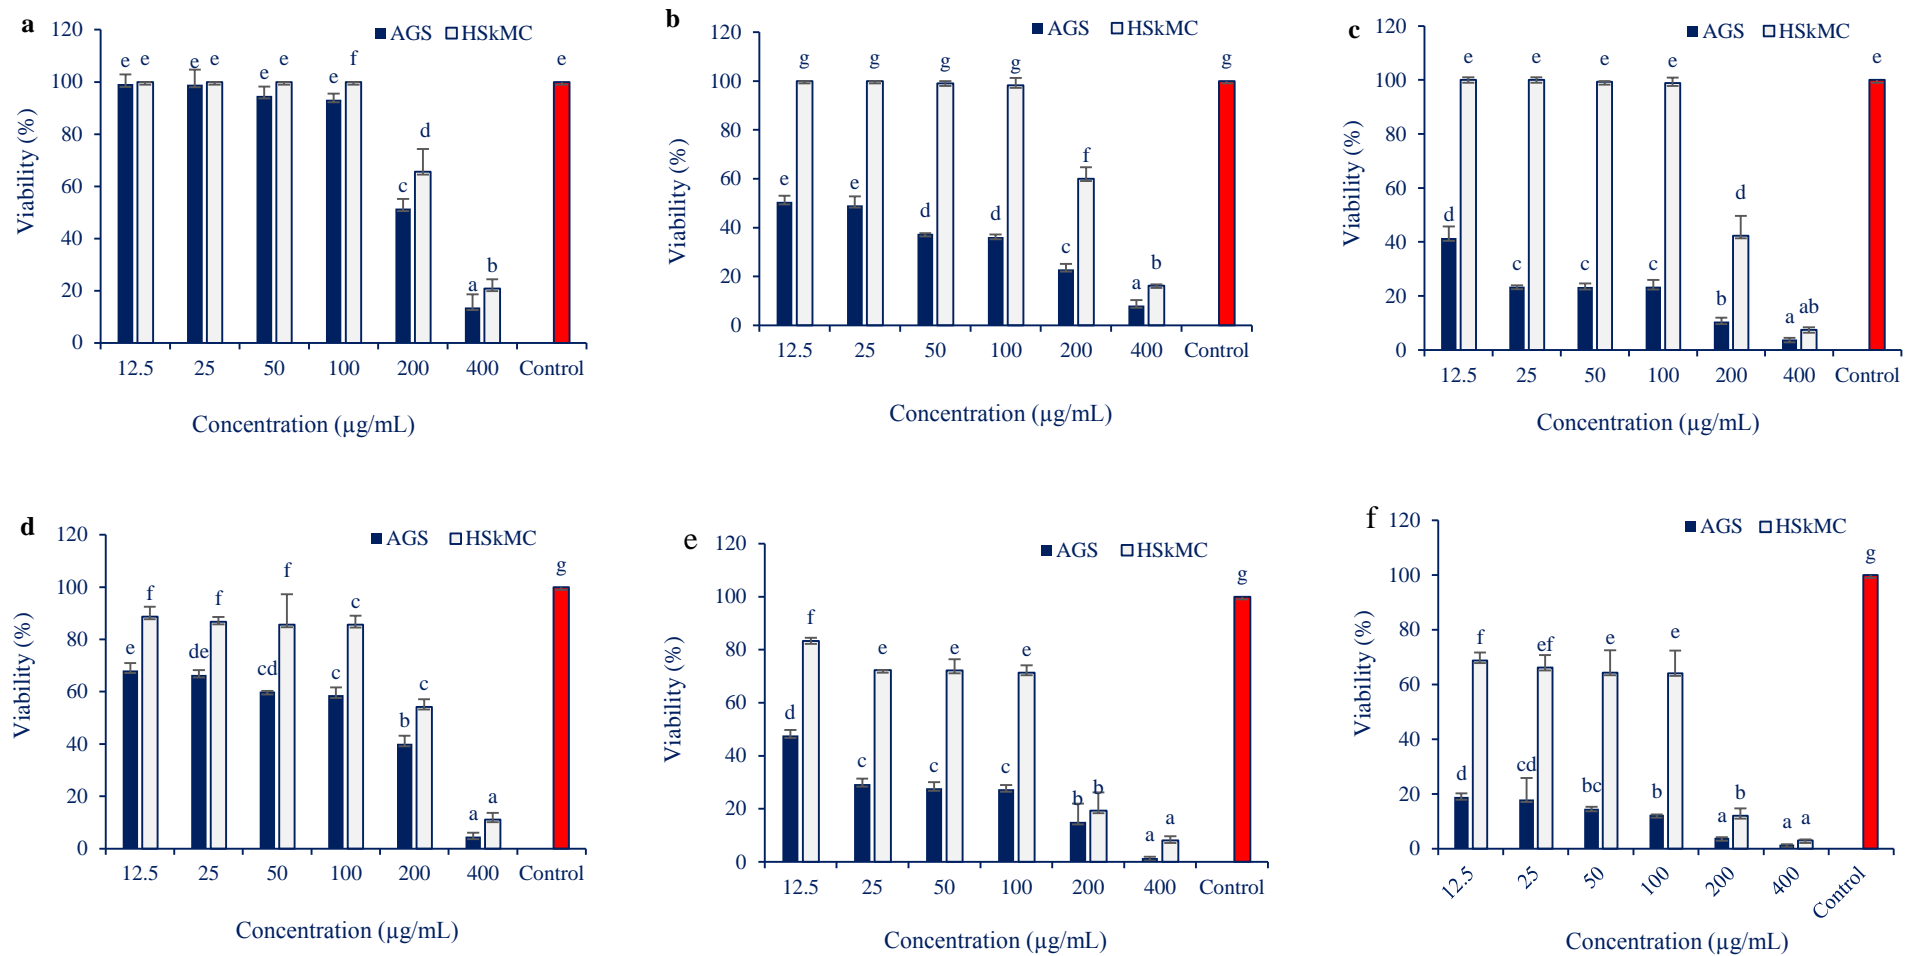 a
AGS HSkMC
120
100
80
60
40
20
0
Viability (%)
e e e e e e e f c d a b e
12.5 25 50 100 200 400 Control
Concentration (µg/mL)
b
AGS HSkMC
120
100
80
60
40
20
0
Viability (%)
e g e g d g d g c f a b g
12.5 25 50 100 200 400 Control
Concentration (µg/mL)
c
AGS HSkMC
120
100
80
60
40
20
0
Viability (%)
d e c e c e c e b d a ab e
12.5 25 50 100 200 400 Control
Concentration (µg/mL)
d
AGS HSkMC
120
100
80
60
40
20
0
Viability (%)
e f de f cd f c c b c a a g
12.5 25 50 100 200 400 Control
Concentration (µg/mL)
e
AGS HSkMC
120
100
80
60
40
20
0
Viability (%)
d f c e c e c e b b a a g
12.5 25 50 100 200 400 Control
Concentration (µg/mL)
f
AGS HSkMC
120
100
80
60
40
20
0
Viability (%)
d f cd ef bc e b e a b a a g
12.5 25 50 100 200 400 Control
Concentration (µg/mL)